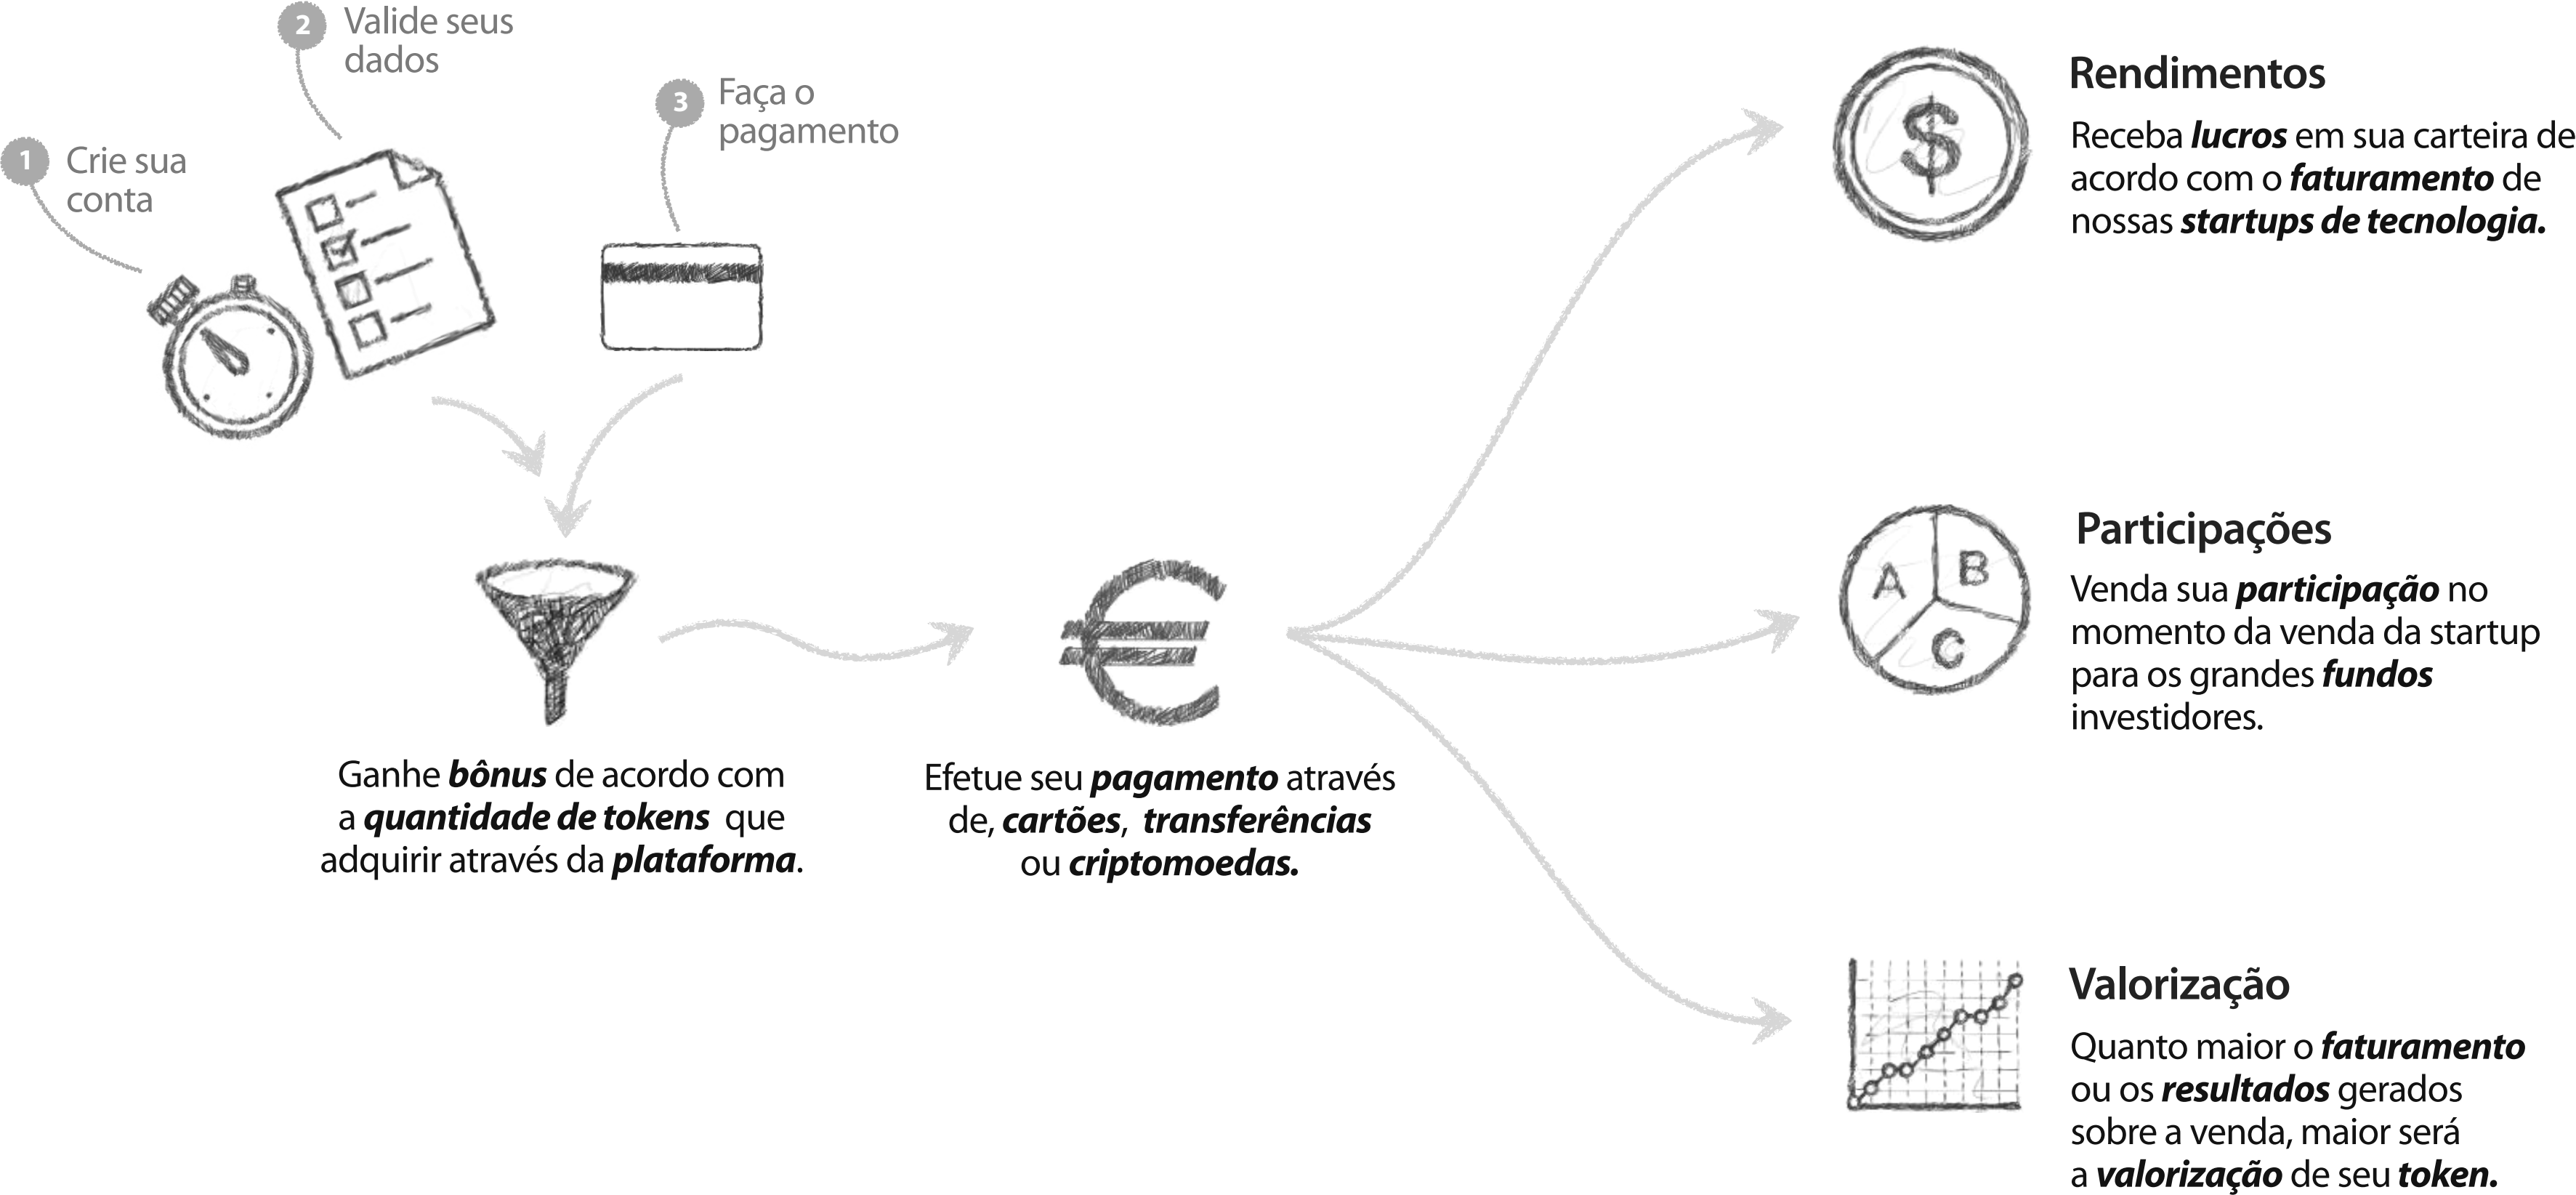 1
Crie sua
conta
2
Valide seus
dados
3
Faça o
pagamento
Ganhe bônus de acordo com
a quantidade de tokens que
adquirir através da plataforma.
€
Efetue seu pagamento através
de, cartões, transferências
ou criptomoedas.
$
Rendimentos
Receba lucros em sua carteira de
acordo com o faturamento de
nossas startups de tecnologia.
A
B
C
Participações
Venda sua participação no
momento da venda da startup
para os grandes fundos
investidores.
Valorização
Quanto maior o faturamento
ou os resultados gerados
sobre a venda, maior será
a valorização de seu token.